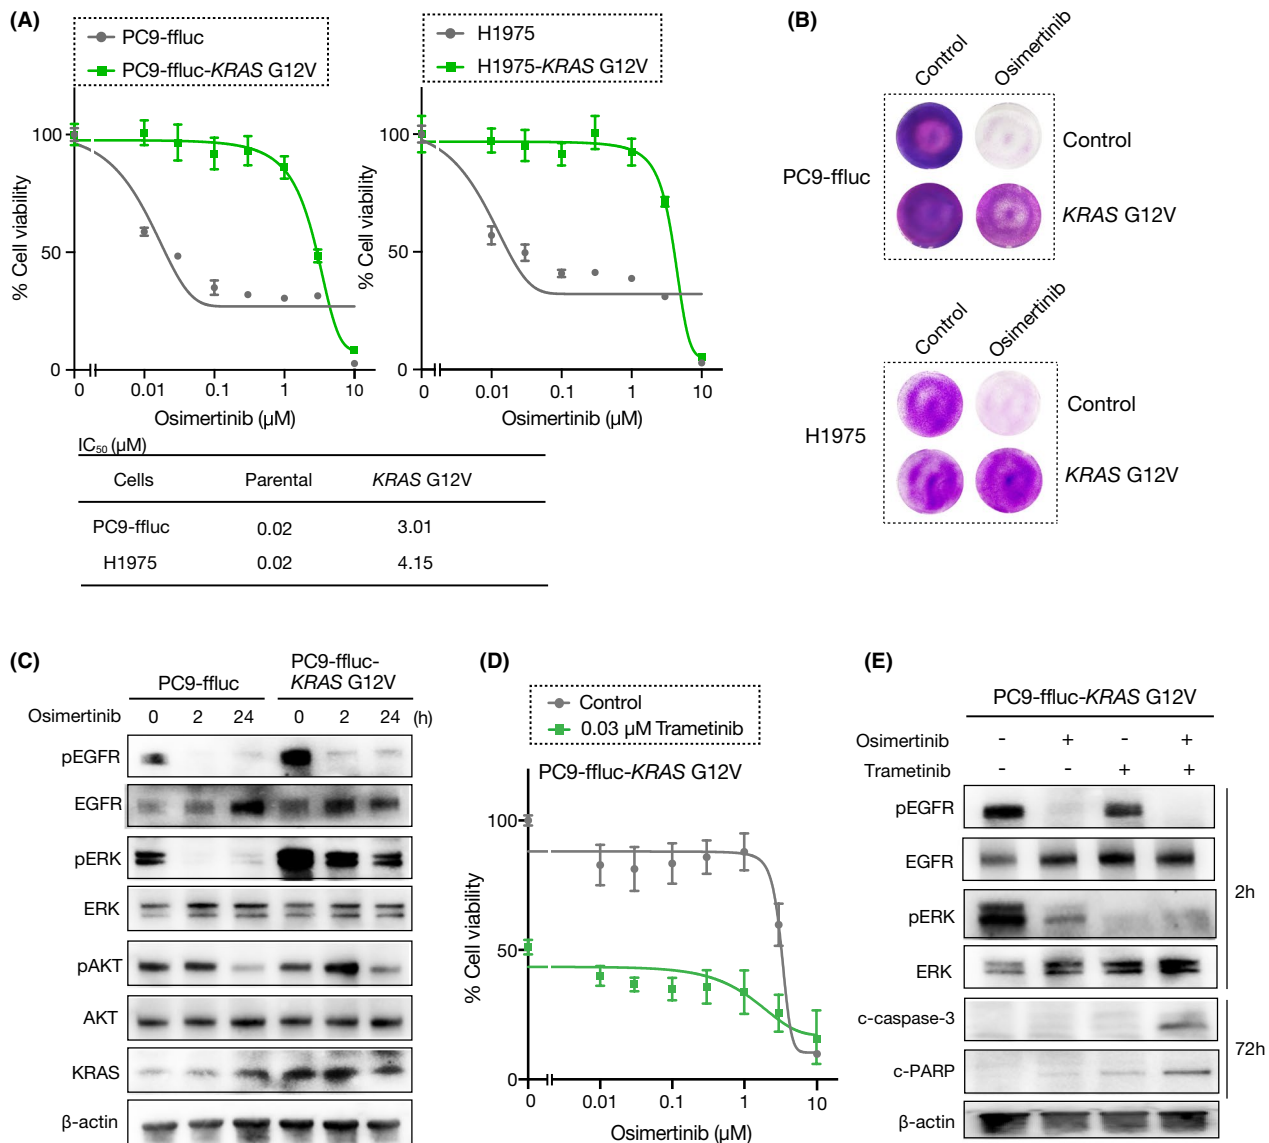 (A)
PC9-ffluc
PC9-ffluc-KRAS G12V
H1975
H1975-KRAS G12V
% Cell viability
100
50
0
0 0.01 0.1 1 10
Osimertinib (μM)
% Cell viability
100
50
0
0 0.01 0.1 1 10
Osimertinib (μM)
IC50 (μM)
Cells Parental KRAS G12V
PC9-ffluc 0.02 3.01
H1975 0.02 4.15
(B)
Control Osimertinib
PC9-ffluc
Control
KRAS G12V
Control Osimertinib
H1975
Control
KRAS G12V
(C)
PC9-ffluc
PC9-ffluc-
KRAS G12V
Osimertinib 0 2 24 0 2 24 (h)
pEGFR
EGFR
pERK
ERK
pAKT
AKT
KRAS
β-actin
(D)
Control
0.03 μM Trametinib
PC9-ffluc-KRAS G12V
% Cell viability
100
50
0
0 0.01 0.1 1 10
Osimertinib (μM)
(E)
PC9-ffluc-KRAS G12V
Osimertinib - + - +
Trametinib - - + +
pEGFR
EGFR
pERK
ERK
2h
c-caspase-3
c-PARP
72h
β-actin